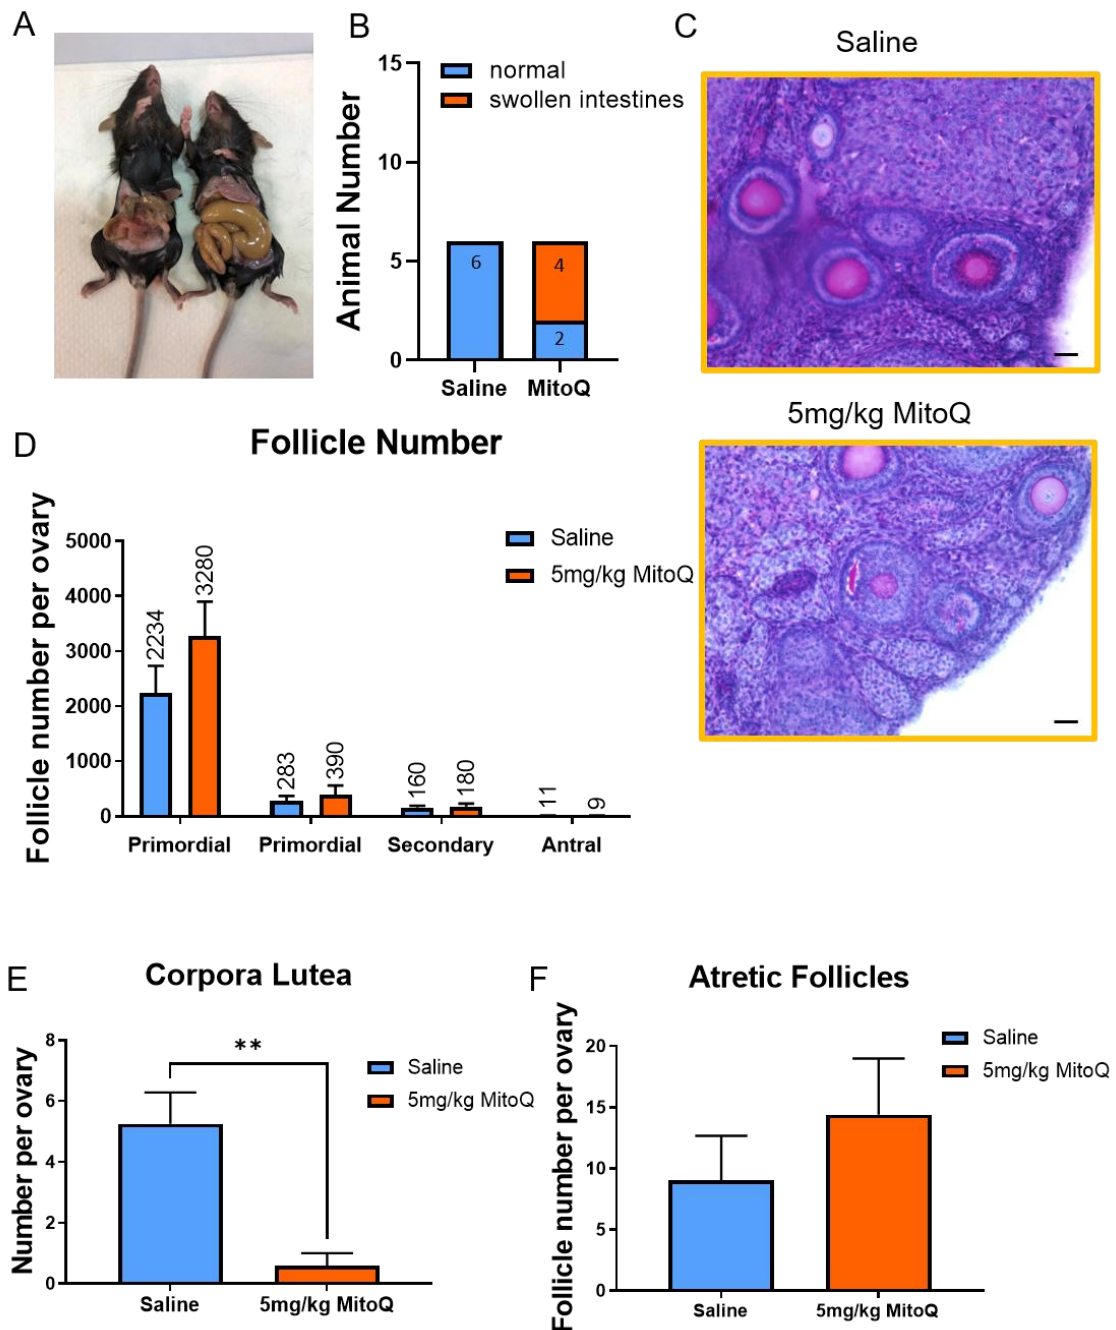 A
B
15
10
5
0
Animal Number
normal
swollen intestines
6
4
2
Saline
MitoQ
C
Saline
5mg/kg MitoQ
D
Follicle Number
Follicle number per ovary
5000
4000
3000
2000
1000
0
2234
3280
283
390
160
180
11
9
Saline
5mg/kg MitoQ
Primordial
Primordial
Secondary
Antral
E
Corpora Lutea
Number per ovary
8
6
4
2
0
**
Saline
5mg/kg MitoQ
Saline
5mg/kg MitoQ
F
Atretic Follicles
Follicle number per ovary
20
15
10
5
0
Saline
5mg/kg MitoQ
Saline
5mg/kg MitoQ